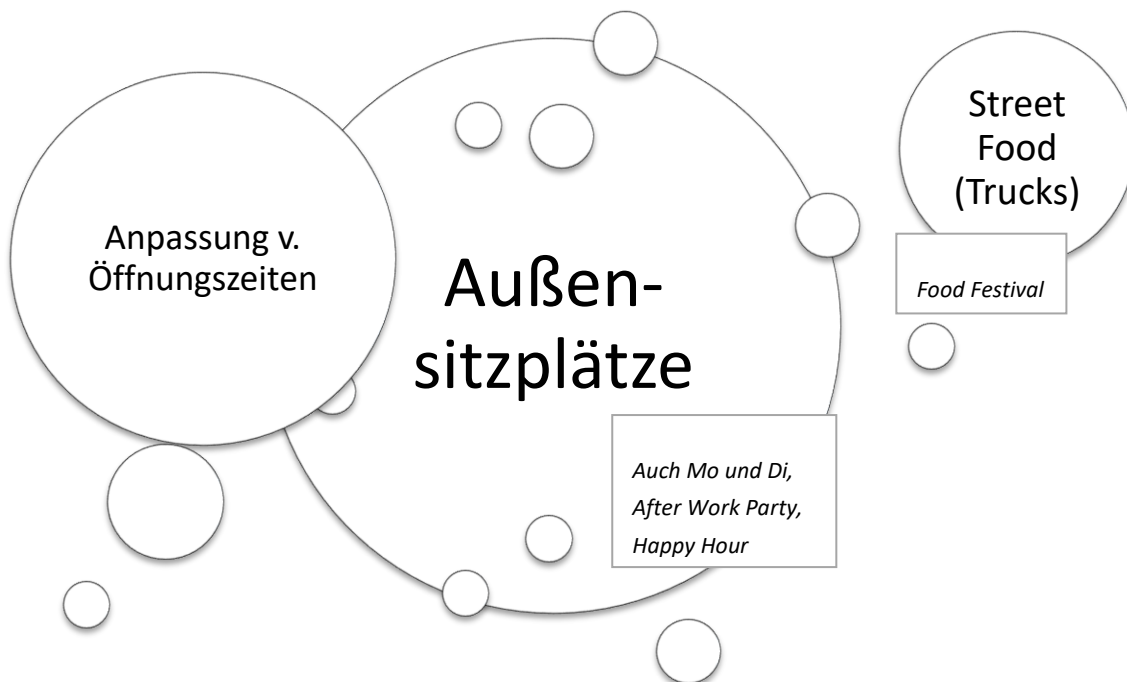 Anpassung v.
Öffnungszeiten
Außen-
sitzplätze
Auch Mo und Di,
After Work Party,
Happy Hour
Street
Food
(Trucks)
Food Festival